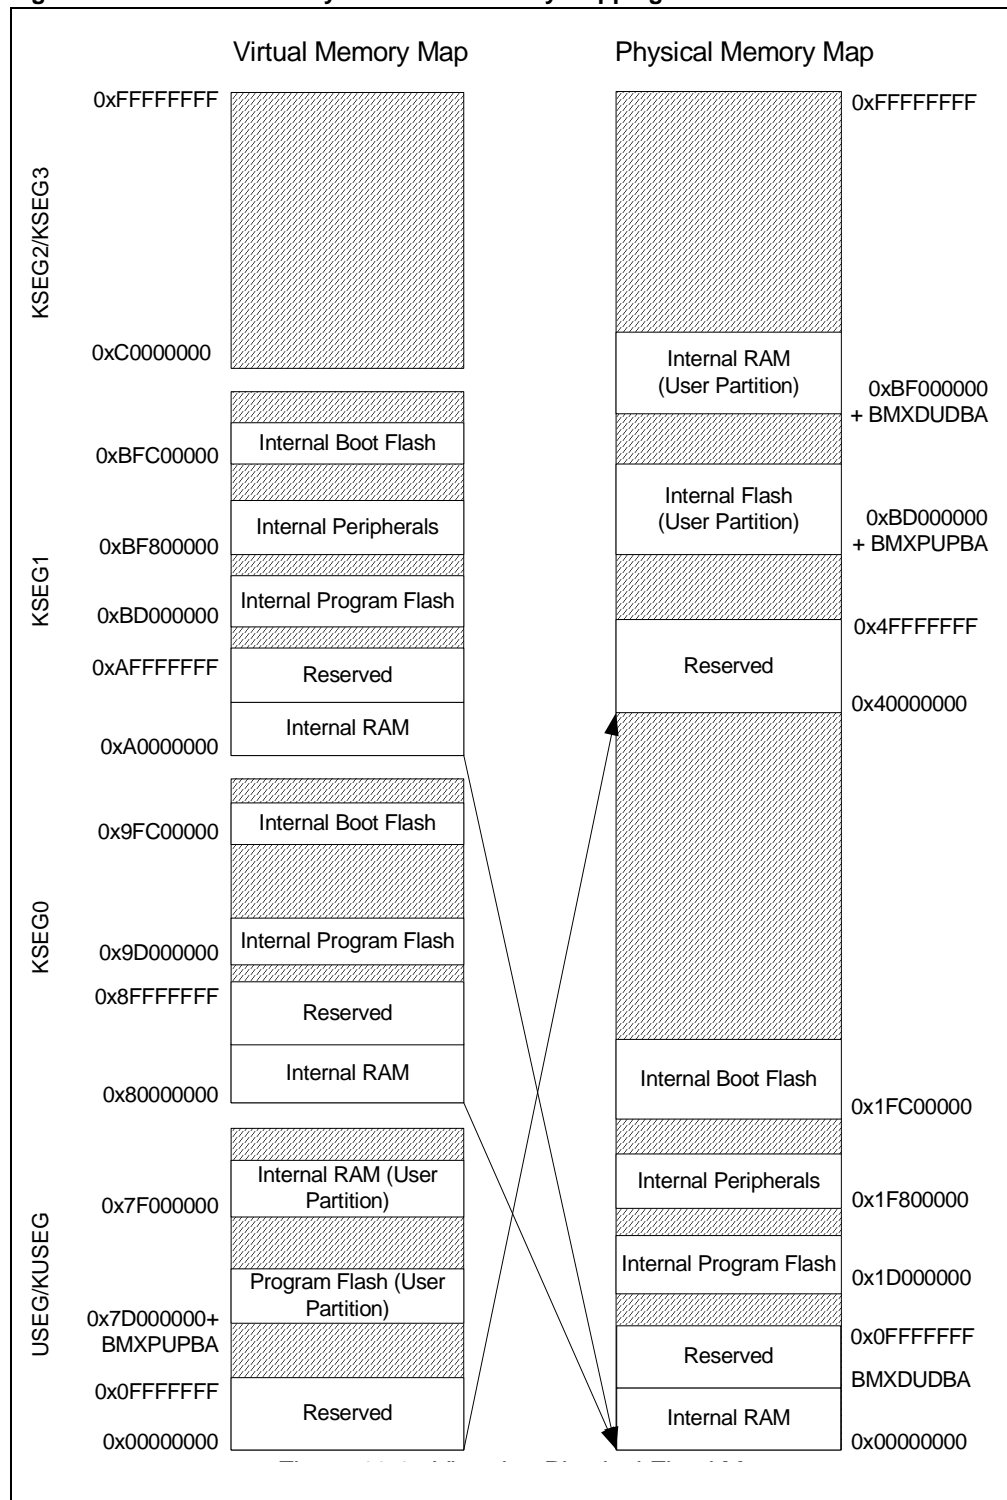 Virtual Memory Map
Physical Memory Map
KSEG2/KSEG3
0xFFFFFFFF
0xC0000000
KSEG1
Internal Boot Flash
0xBFC00000
Internal Peripherals
0xBF800000
Internal Program Flash
0xBD000000
0xAFFFFFFF
Reserved
Internal RAM
0xA0000000
KSEG0
Internal Boot Flash
0x9FC00000
Internal Program Flash
0x9D000000
0x8FFFFFFF
Reserved
Internal RAM
0x80000000
USEG/KUSEG
Internal RAM (User
Partition)
0x7F000000
Program Flash (User
Partition)
0x7D000000+
BMXPUPBA
0x0FFFFFFF
Reserved
0x00000000
0xFFFFFFFF
Internal RAM
(User Partition)
0xBF000000
+ BMXDUDBA
Internal Flash
(User Partition)
0xBD000000
+ BMXPUPBA
0x4FFFFFFF
Reserved
0x40000000
Internal Boot Flash
0x1FC00000
Internal Peripherals
0x1F800000
Internal Program Flash
0x1D000000
0x0FFFFFFF
Reserved
BMXDUDBA
Internal RAM
0x00000000